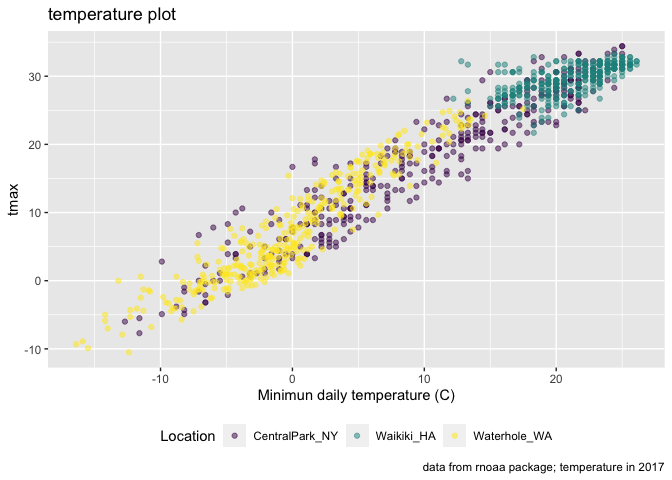 temperature plot
tmax
30
20
10
0
-10
-10 0 10 20
Minimun daily temperature (C)
Location CentralPark_NY Waikiki_HA Waterhole_WA
data from rnoaa package; temperature in 2017